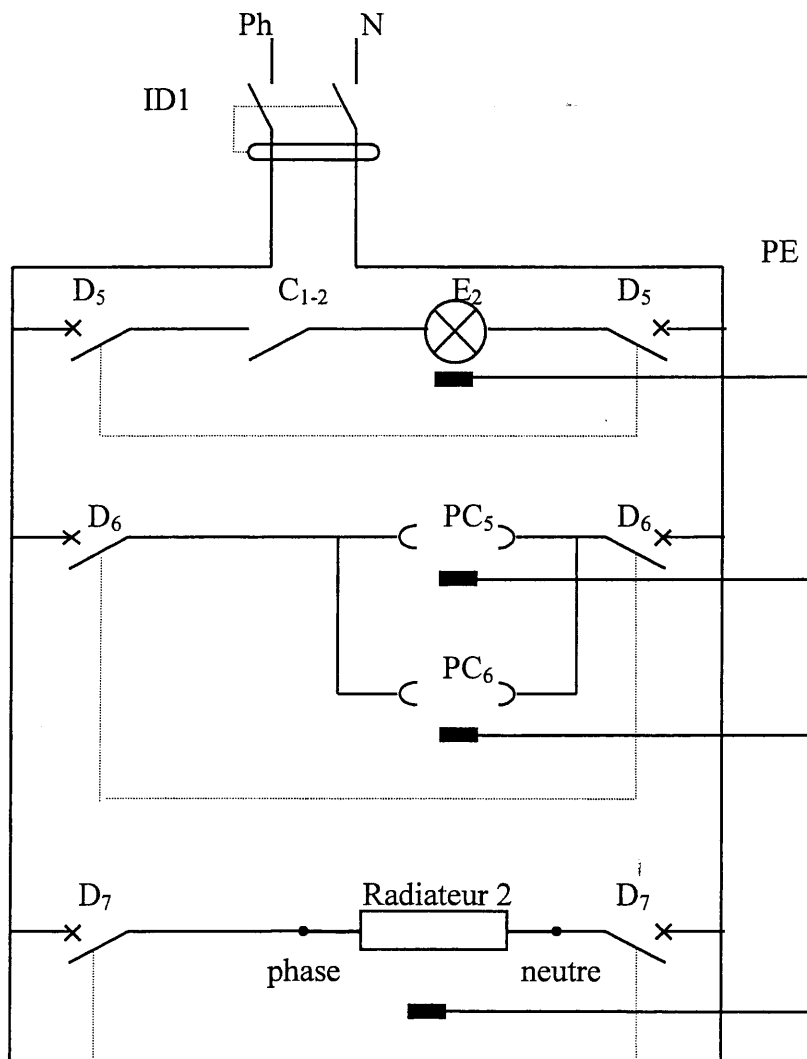 Ph N
ID1
PE
D5 C1-2 E2 D5
D6 PC5 D6
PC6
D7 Radiateur 2 D7
phase neutre